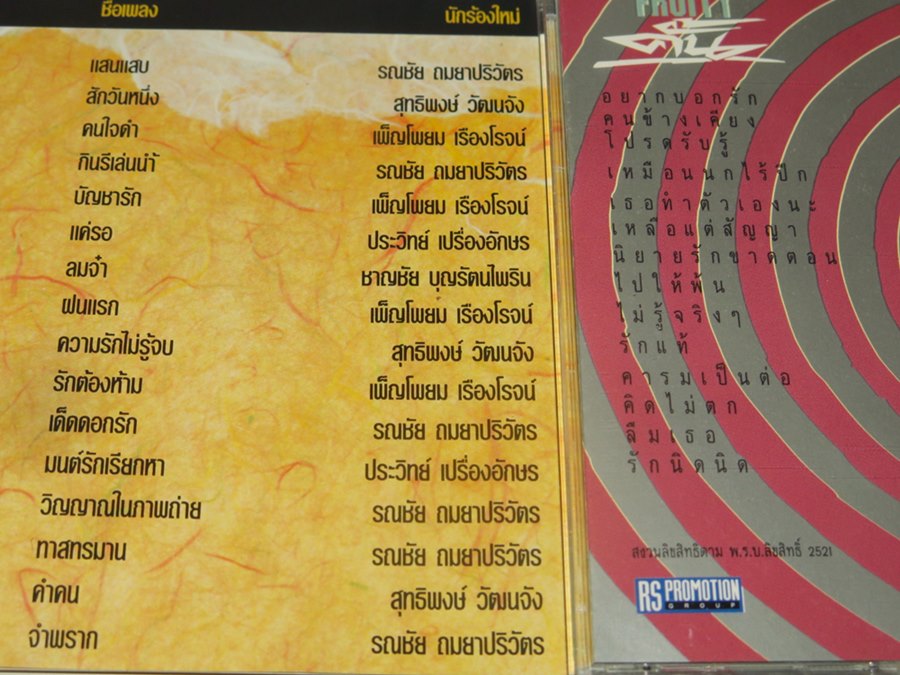 ชื่อเพลง นักร้องใหม่
แสนแสบ รณชัย ถมยาปริวัตร
สักวันหนึ่ง สุทธิพงษ์ วัฒนจัง
คนใจดำ เพ็ญโพยม เรืองโรจน์
กินรีเล่นน้ำ รณชัย ถมยาปริวัตร
บัญชารัก เพ็ญโพยม เรืองโรจน์
แค่รอ ประวิทย์ เปรื่องอักษร
ลมจ๋า ชาญชัย บุญรัตนไพริน
ฝนแรก เพ็ญโพยม เรืองโรจน์
ความรักไม่รู้จบ สุทธิพงษ์ วัฒนจัง
รักต้องห้าม เพ็ญโพยม เรืองโรจน์
เด็ดดอกรัก รณชัย ถมยาปริวัตร
มนต์รักเรียกหา ประวิทย์ เปรื่องอักษร
วิญญาณในภาพถ่าย รณชัย ถมยาปริวัตร
ทาสทรมาน รณชัย ถมยาปริวัตร
คำคน สุทธิพงษ์ วัฒนจัง
จำพราก รณชัย ถมยาปริวัตร
FRUITY
อยากบอกรัก
คนข้างเคียง
โปรดรับรู้
เหมือนนกไร้ปีก
เธอทำตัวเองนะ
เหลือแต่สัญญา
นิยายรักขาดตอน
ไปให้พ้น
ไม่รู้จริงๆ
รักแท้
คารมเป็นต่อ
คิดไม่ตก
ลืมเธอ
รักนิดนิด
สงวนลิขสิทธิ์ตาม พ.ร.บ.ลิขสิทธิ์ 2521
RS PROMOTION
GROUP